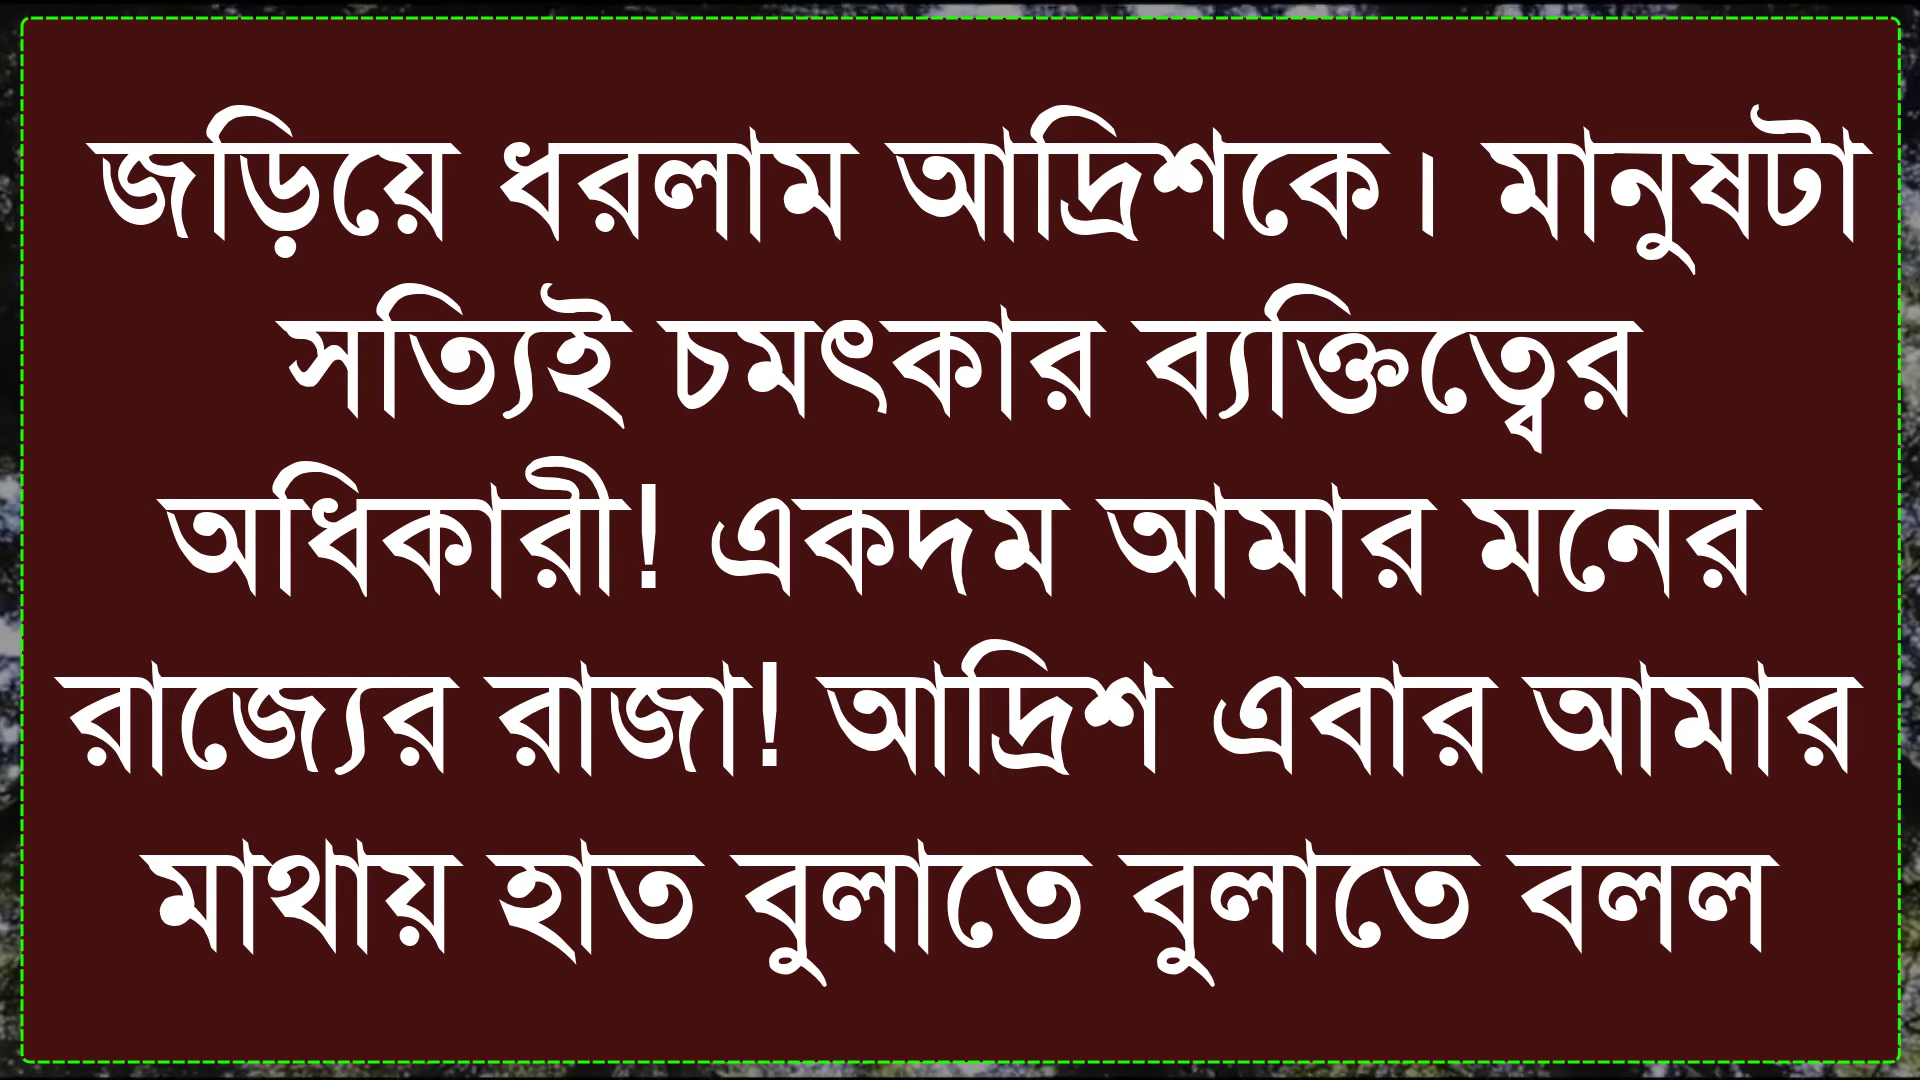 জড়িয়ে ধরলাম আদ্রিশকে। মানুষটা
সত্যিই চমৎকার ব্যক্তিত্বের
অধিকারী! একদম আমার মনের
রাজ্যের রাজা! আদ্রিশ এবার আমার
মাথায় হাত বুলাতে বুলাতে বলল